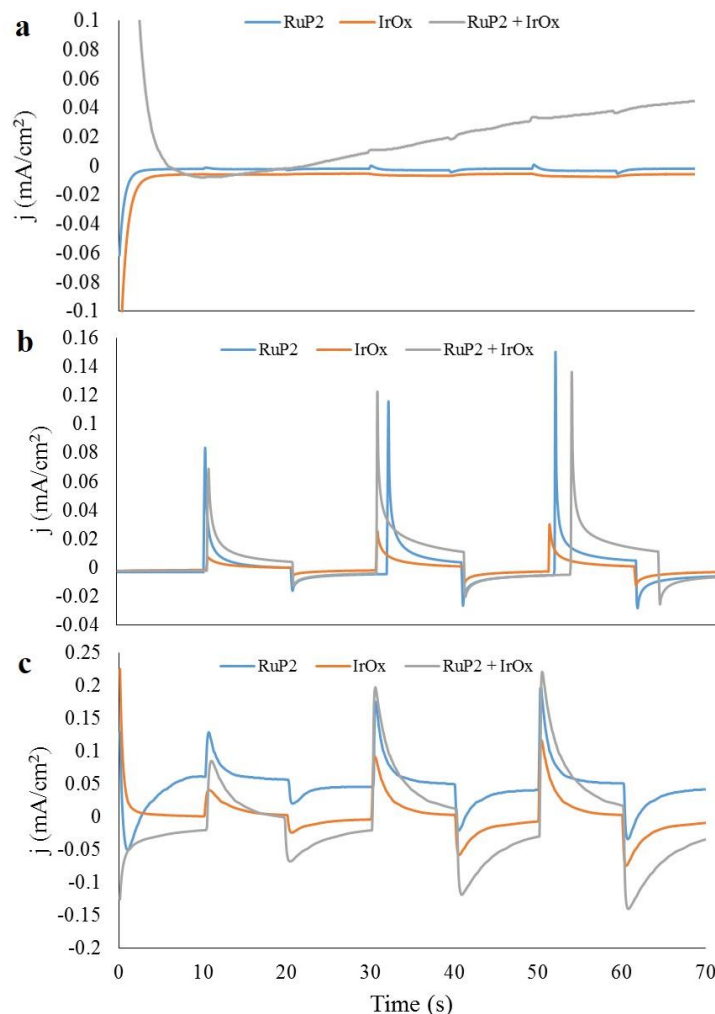 a
RuP2 IrOx RuP2 + IrOx
j (mA/cm²)
0.1
0.08
0.06
0.04
0.02
0
-0.02
-0.04
-0.06
-0.08
-0.1
b
RuP2 IrOx RuP2 + IrOx
j (mA/cm²)
0.16
0.14
0.12
0.1
0.08
0.06
0.04
0.02
0
-0.02
-0.04
c
RuP2 IrOx RuP2 + IrOx
j (mA/cm²)
0.25
0.2
0.15
0.1
0.05
0
-0.05
-0.1
-0.15
-0.2
0 10 20 30 40 50 60 70
Time (s)